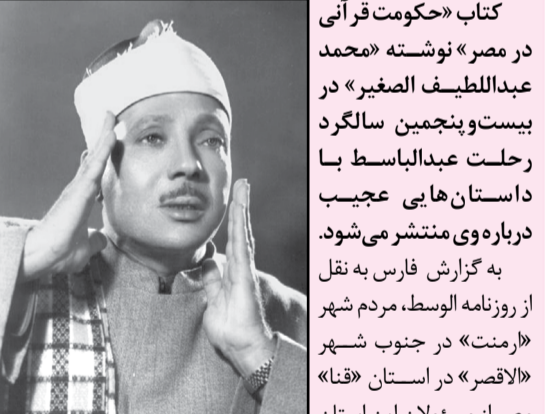 کتاب «حکومت قرآنی
در مصر» نوشته «محمد
عبداللطیف الصغیر» در
بیست‌وپنجمین سالگرد
رحلت عبدالباسط با
داستان‌هایی عجیب
درباره وی منتشر می‌شود.
به گزارش فارس به نقل
از روزنامه الوسط، مردم شهر
«ارمنت» در جنوب شهر
«الاقصر» در استان «قنا»